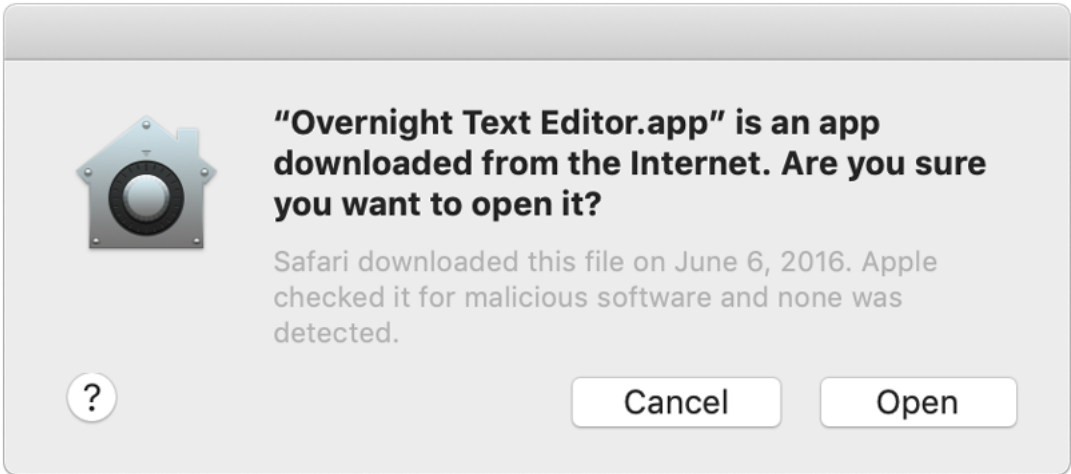 “Overnight Text Editor.app” is an app
downloaded from the Internet. Are you sure
you want to open it?
Safari downloaded this file on June 6, 2016. Apple
checked it for malicious software and none was
detected.
?
Cancel
Open